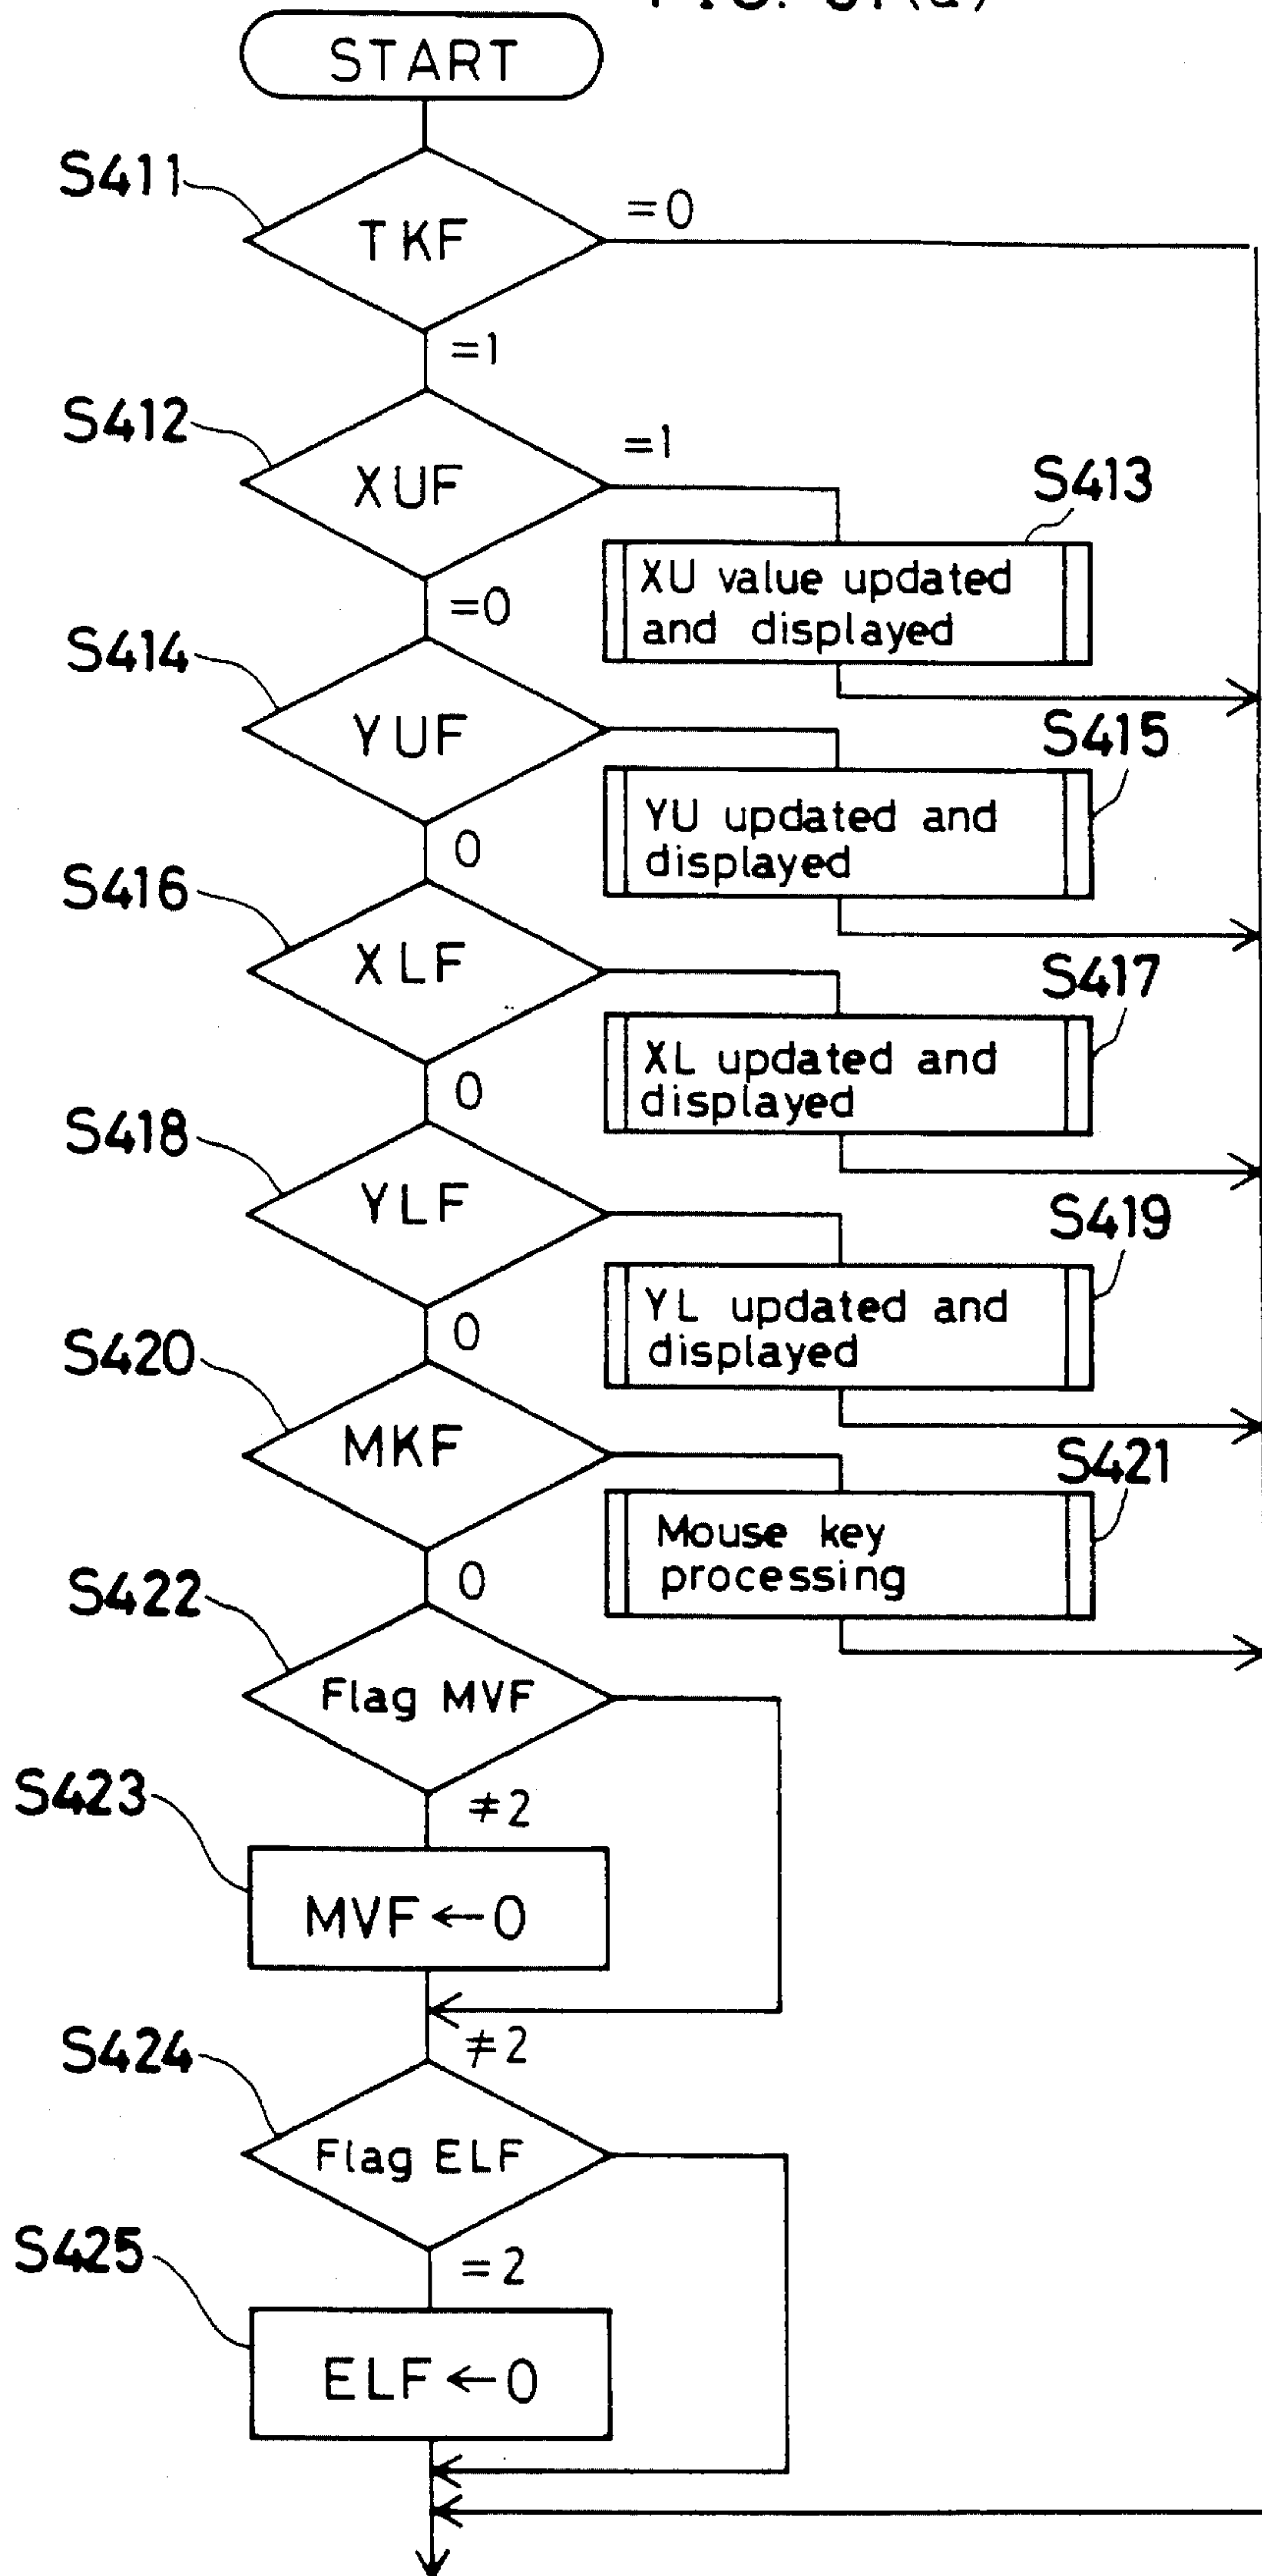 START
S411
TKF
=0
=1
S412
XUF
=1
S413
XU value updated
and displayed
=0
S414
YUF
S415
YU updated and
displayed
0
S416
XLF
S417
XL updated and
displayed
0
S418
YLF
S419
YL updated and
displayed
0
S420
MKF
S421
Mouse key
processing
0
S422
Flag MVF
≠2
S423
MVF←0
≠2
S424
Flag ELF
=2
S425
ELF←0